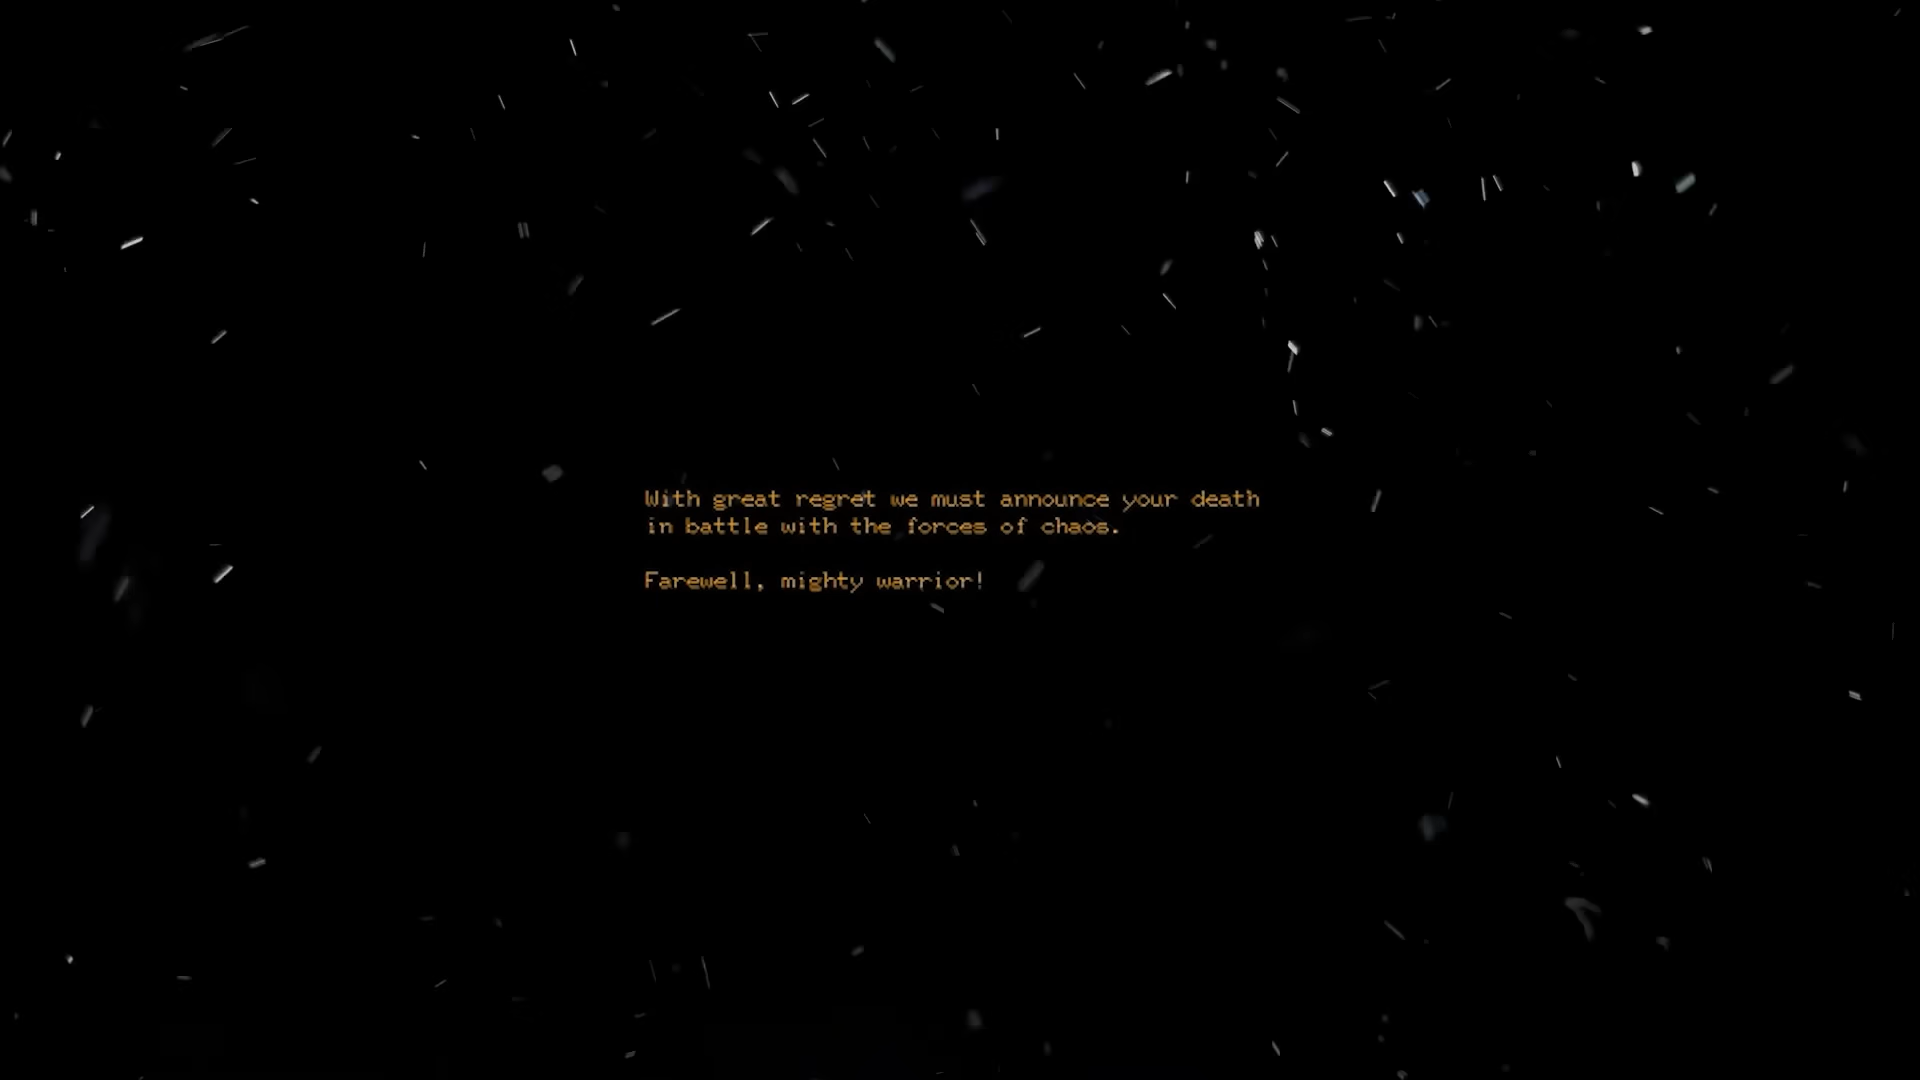 With great regret we must announce your death
in battle with the forces of chaos.
Farewell, mighty warrior!